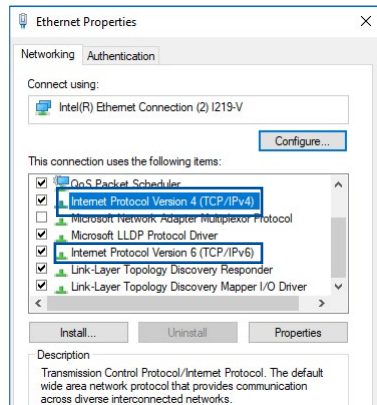 Ethernet Properties
Networking Authentication
Connect using:
Intel(R) Ethernet Connection (2) I219-V
Configure...
This connection uses the following items:
QoS Packet Scheduler
Internet Protocol Version 4 (TCP/IPv4)
Microsoft Network Adapter Multiplexor Protocol
Microsoft LLDP Protocol Driver
Internet Protocol Version 6 (TCP/IPv6)
Link-Layer Topology Discovery Responder
Link-Layer Topology Discovery Mapper I/O Driver
Install... Uninstall Properties
Description
Transmission Control Protocol/Internet Protocol. The default
wide area network protocol that provides communication
across diverse interconnected networks.